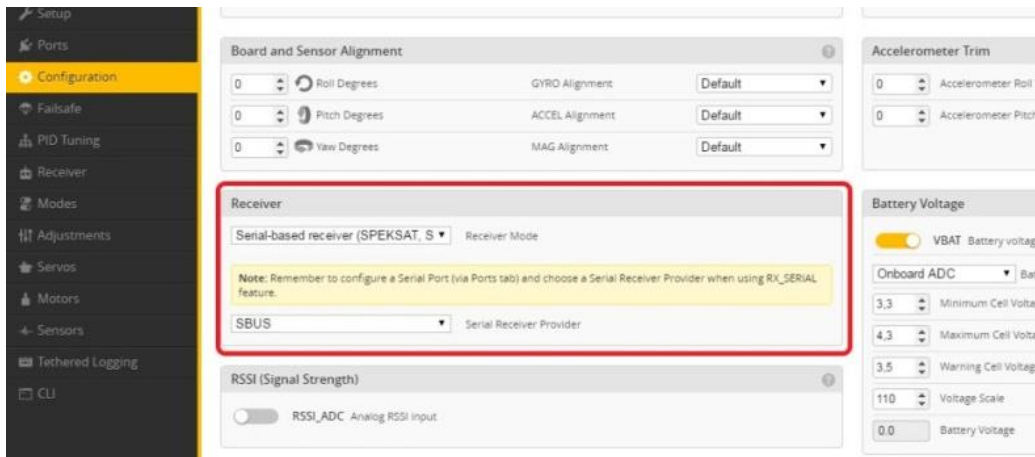 Setup
Ports
Configuration
Failsafe
PID Tuning
Receiver
Modes
Adjustments
Servos
Motors
Sensors
Tethered Logging
CLI
Board and Sensor Alignment
0 Roll Degrees GYRO Alignment Default
0 Pitch Degrees ACCEL Alignment Default
0 Yaw Degrees MAG Alignment Default
Receiver
Serial-based receiver (SPEKSAT, S Receiver Mode
Note: Remember to configure a Serial Port (via Ports tab) and choose a Serial Receiver Provider when using RX_SERIAL
feature.
SBUS Serial Receiver Provider
RSSI (Signal Strength)
RSSI_ADC Analog RSSI input
Accelerometer Trim
0 Accelerometer Roll
0 Accelerometer Pitch
Battery Voltage
VBAT Battery voltag
Onboard ADC Bat
3,3 Minimum Cell Volta
4,3 Maximum Cell Volta
3,5 Warning Cell Voltag
110 Voltage Scale
0.0 Battery Voltage